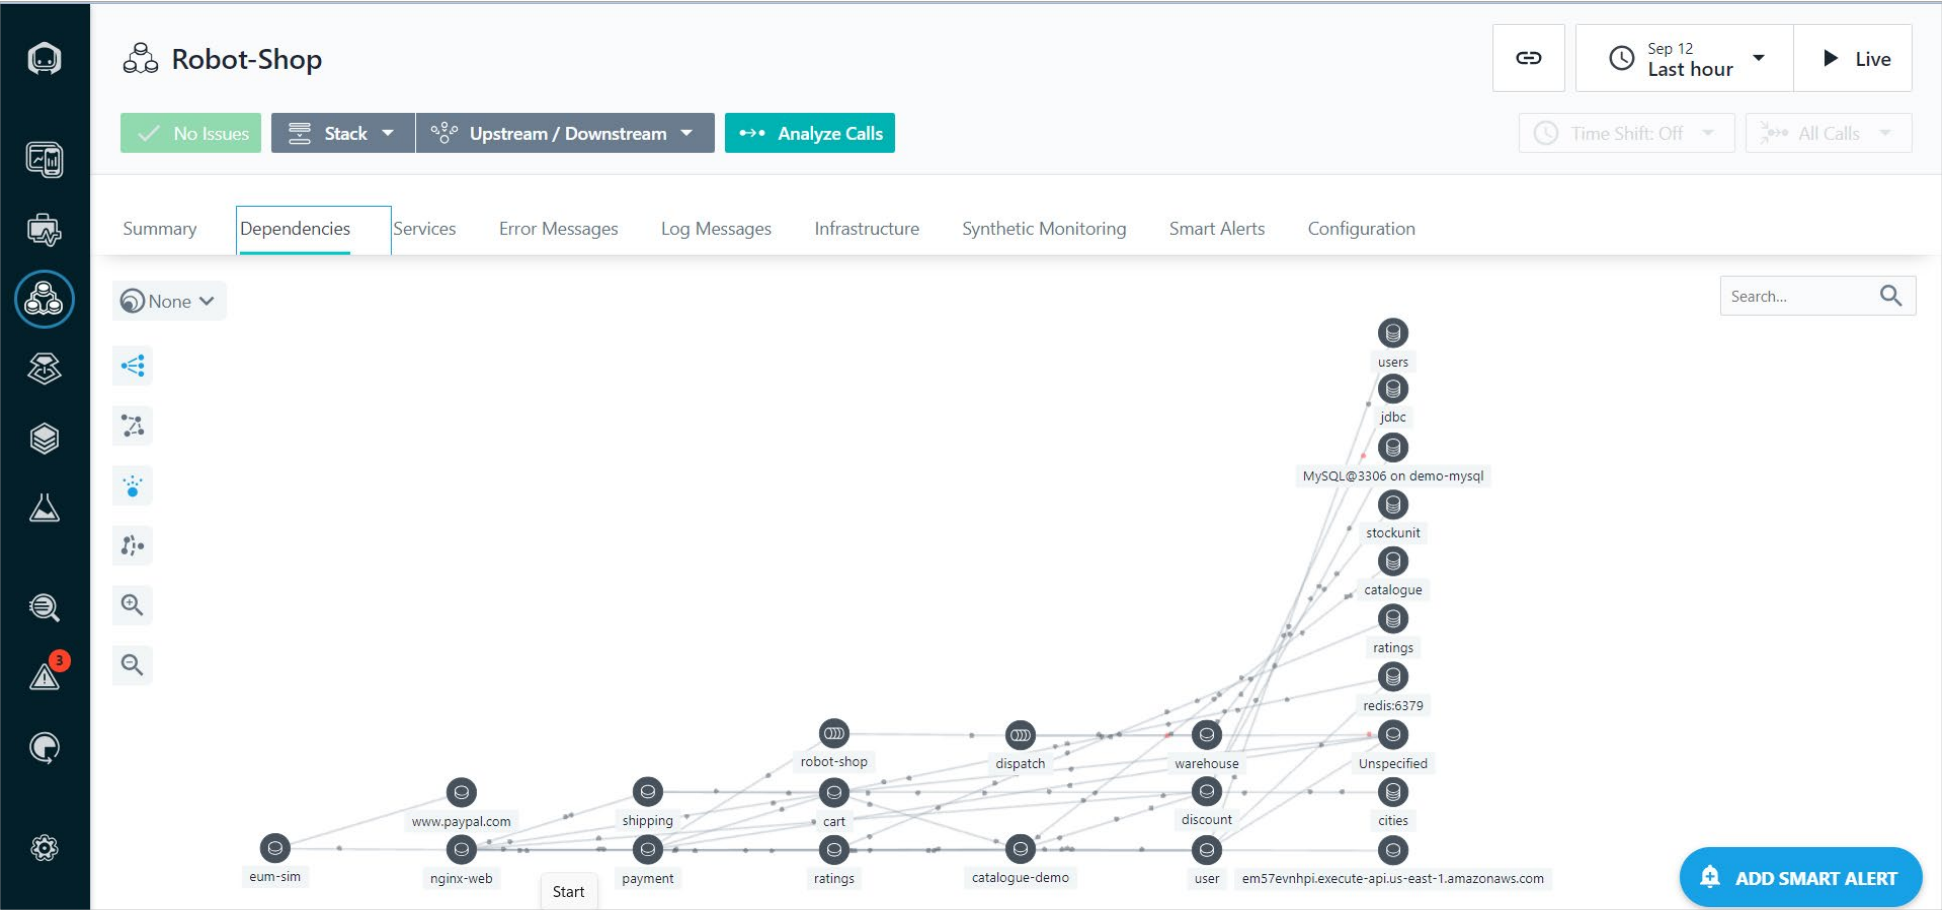 Robot-Shop
Sep 12
Last hour
Live
No Issues
Stack
Upstream / Downstream
Analyze Calls
Time Shift: Off
All Calls
Summary
Dependencies
Services
Error Messages
Log Messages
Infrastructure
Synthetic Monitoring
Smart Alerts
Configuration
None
Search...
users
jdbc
MySQL@3306 on demo-mysql
stockunit
catalogue
ratings
redis:6379
3
robot-shop
dispatch
warehouse
Unspecified
www.paypal.com
shipping
cart
discount
cities
eum-sim
nginx-web
payment
ratings
catalogue-demo
user
em57evnhpi.execute-api.us-east-1.amazonaws.com
Start
ADD SMART ALERT